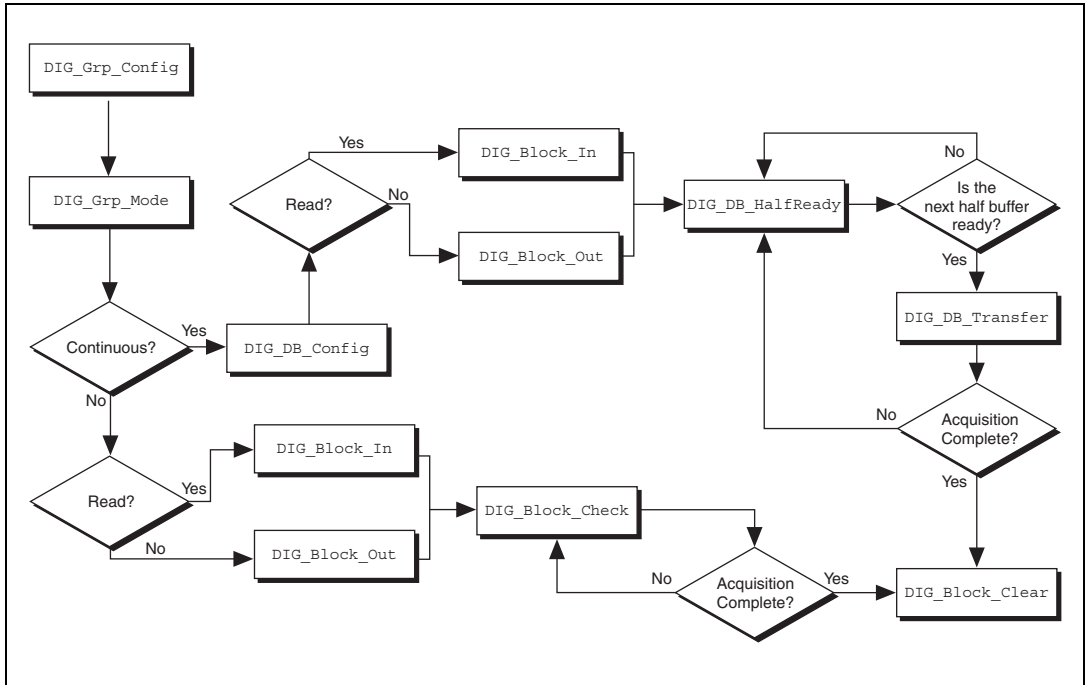 DIG_Grp_Config
DIG_Grp_Mode
Continuous?
Yes
No
DIG_DB_Config
Read?
Yes
No
DIG_Block_In
DIG_Block_Out
DIG_DB_HalfReady
No
Is the
next half buffer
ready?
Yes
DIG_DB_Transfer
No
Acquisition
Complete?
Yes
Read?
Yes
No
DIG_Block_In
DIG_Block_Out
DIG_Block_Check
No
Acquisition
Complete?
Yes
DIG_Block_Clear